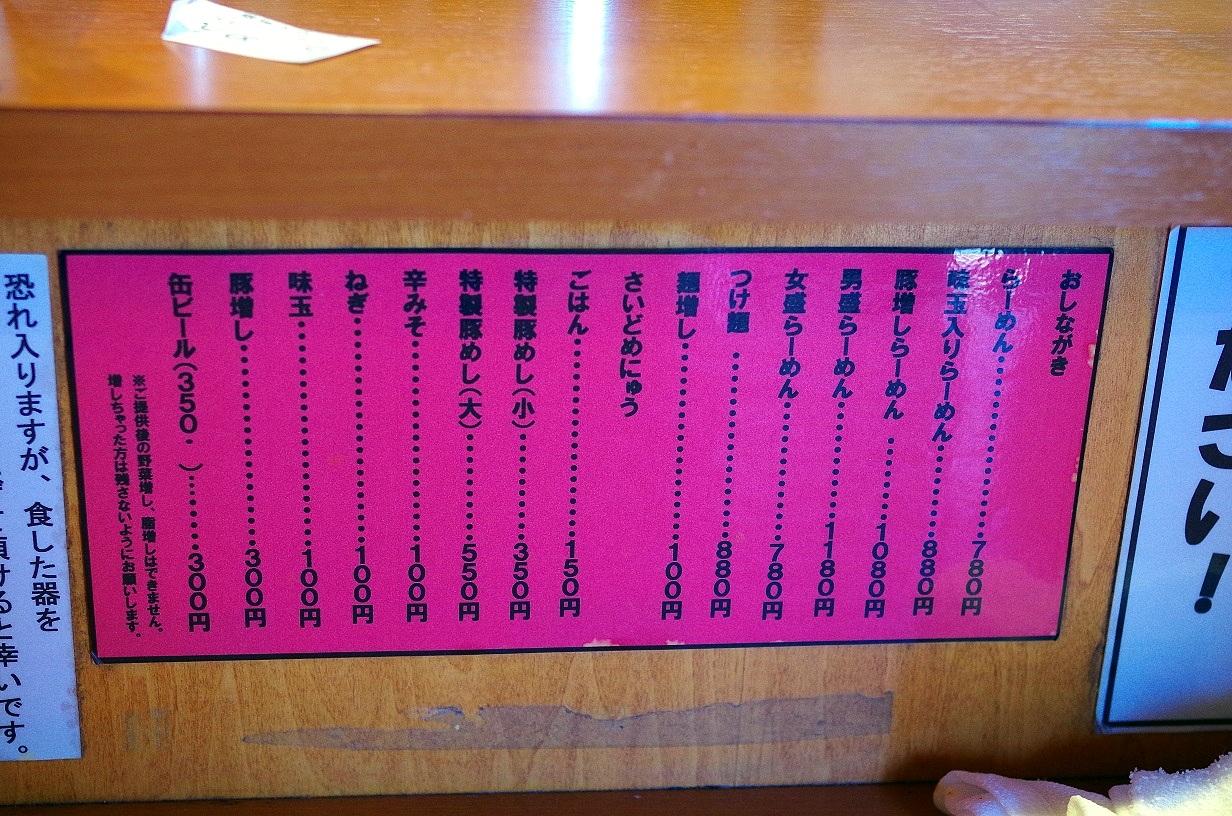 おしながき
らーめん・・・・・・・・・・・・・・・780円
味玉入りらーめん・・・・・・・・880円
豚増しらーめん・・・・・・・・1080円
男盛らーめん・・・・・・・・・・1180円
女盛らーめん・・・・・・・・・・・780円
つけ麺・・・・・・・・・・・・・・・880円
麺増し・・・・・・・・・・・・・・・・100円
さいどめにゅう
ごはん・・・・・・・・・・・・・・・・150円
特製豚めし(小)・・・・・・・・・350円
特製豚めし(大)・・・・・・・・・550円
辛みそ・・・・・・・・・・・・・・・・100円
ねぎ・・・・・・・・・・・・・・・・・・100円
味玉・・・・・・・・・・・・・・・・・・100円
豚増し・・・・・・・・・・・・・・・・300円
缶ビール(350・ )・・・・・・300円
※ご提供後の野菜増し、脂増しはできません。
増しちゃった方は残さないようにお願いします。
恐れ入りますが、食した器を
頂けると幸いです。